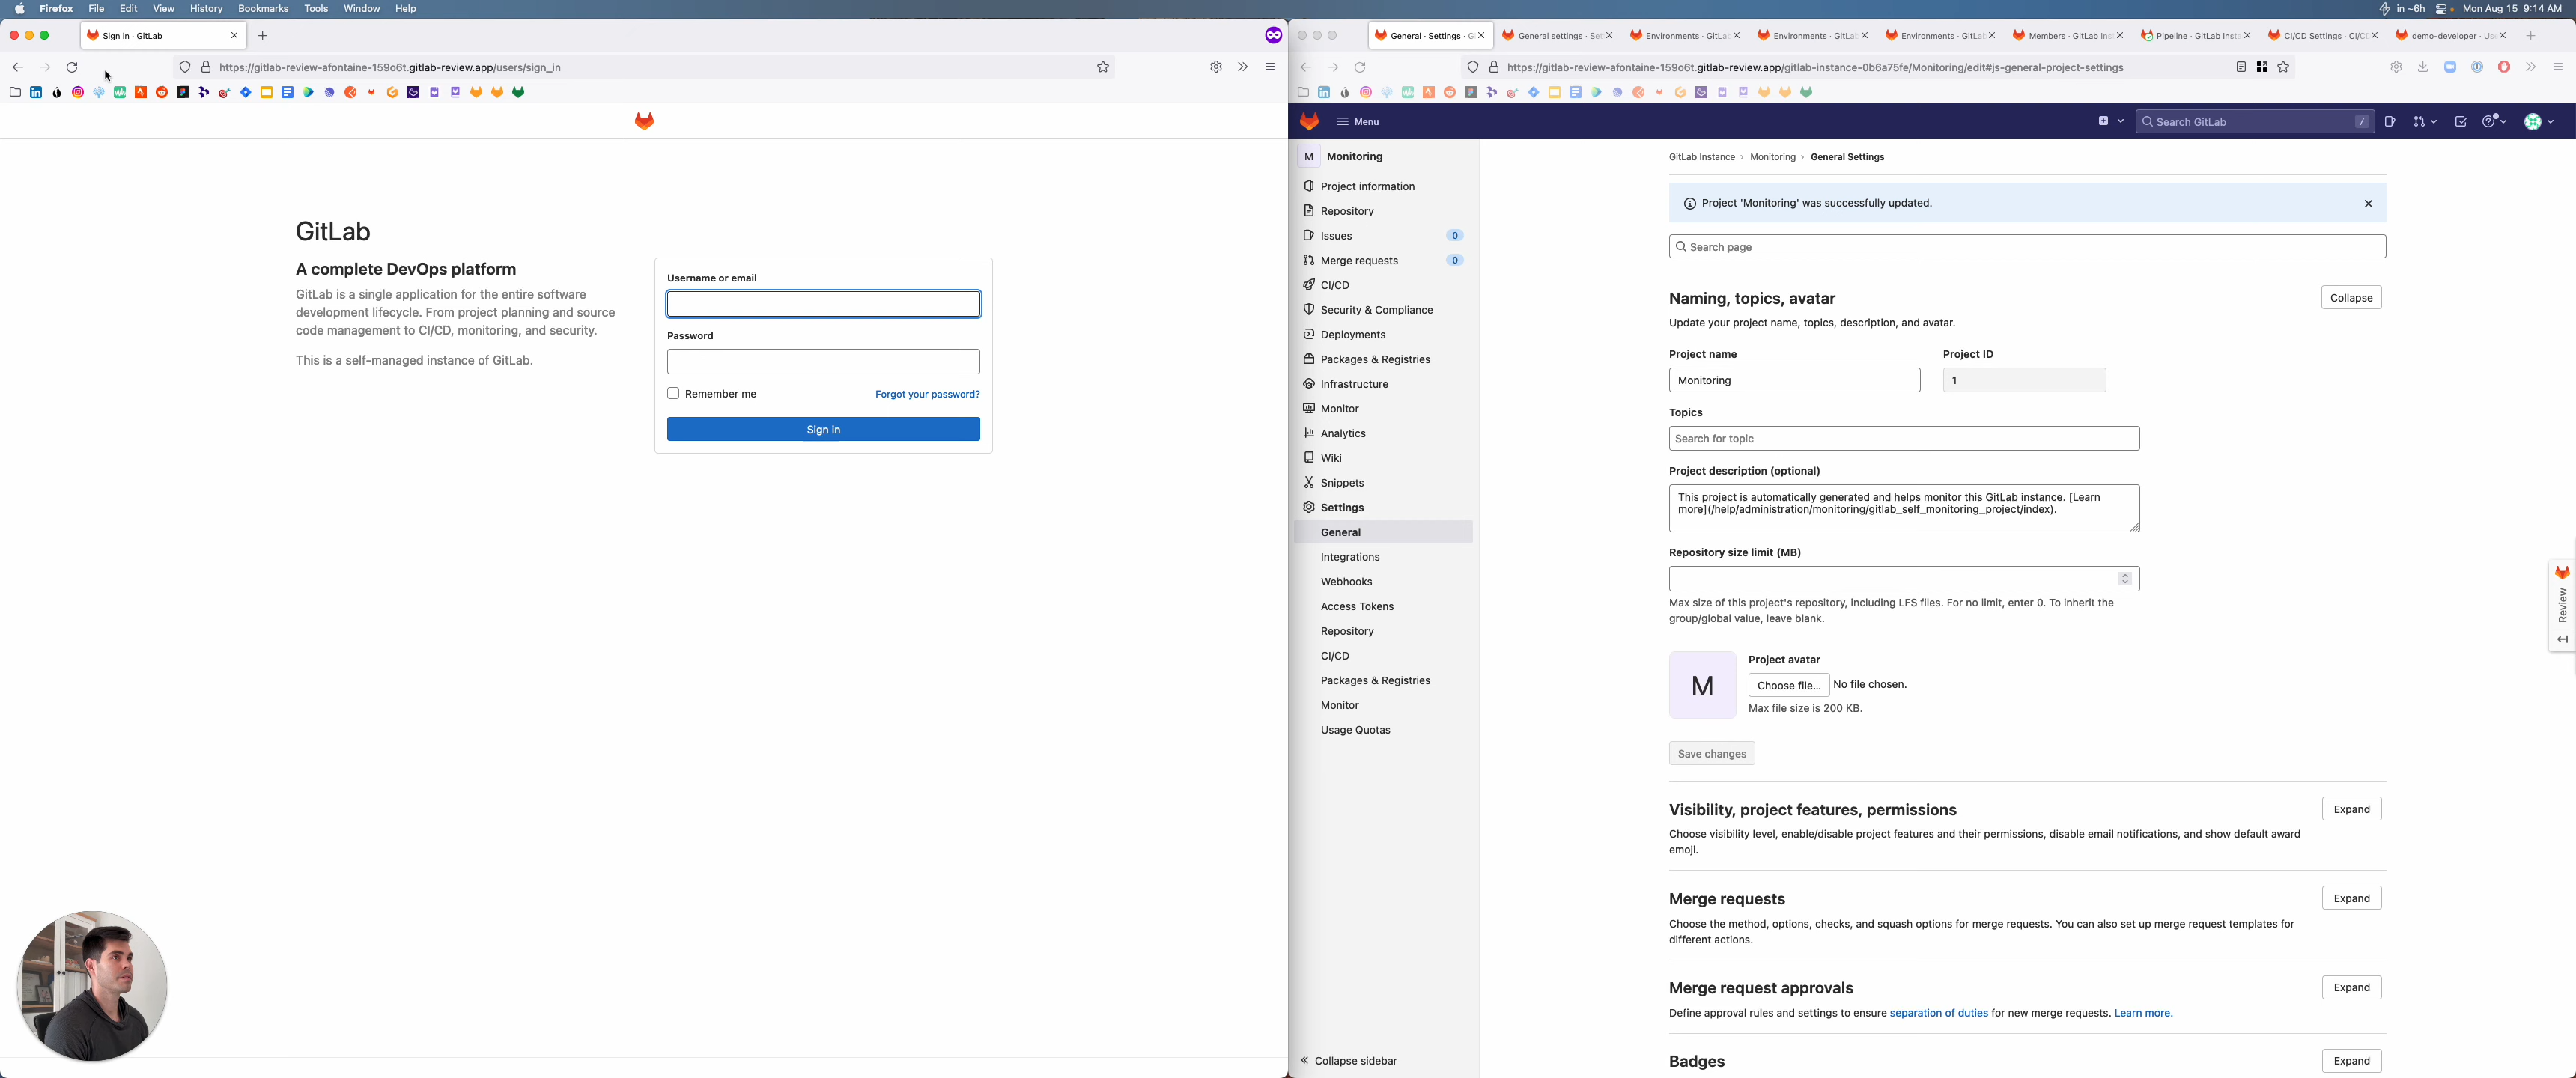 Firefox File Edit View History Bookmarks Tools Window Help
in ~6h Mon Aug 15 9:14 AM
Sign in · GitLab
https://gitlab-review-afontaine-159o6t.gitlab-review.app/users/sign_in
GitLab
A complete DevOps platform
GitLab is a single application for the entire software
development lifecycle. From project planning and source
code management to CI/CD, monitoring, and security.
This is a self-managed instance of GitLab.
Username or email
Password
Remember me
Forgot your password?
Sign in
General · Settings · G
General settings · Set
Environments · GitLab
Environments · GitLab
Environments · GitLab
Members · GitLab Ins
Pipeline · GitLab Insta
CI/CD Settings · CI/CD
demo-developer · Us
https://gitlab-review-afontaine-159o6t.gitlab-review.app/gitlab-instance-0b6a75fe/Monitoring/edit#js-general-project-settings
Menu
Search GitLab
/
M Monitoring
Project information
Repository
Issues 0
Merge requests 0
CI/CD
Security & Compliance
Deployments
Packages & Registries
Infrastructure
Monitor
Analytics
Wiki
Snippets
Settings
General
Integrations
Webhooks
Access Tokens
Repository
CI/CD
Packages & Registries
Monitor
Usage Quotas
Collapse sidebar
GitLab Instance › Monitoring › General Settings
Project 'Monitoring' was successfully updated.
Search page
Naming, topics, avatar
Collapse
Update your project name, topics, description, and avatar.
Project name
Project ID
Monitoring
1
Topics
Search for topic
Project description (optional)
This project is automatically generated and helps monitor this GitLab instance. [Learn
more](/help/administration/monitoring/gitlab_self_monitoring_project/index).
Repository size limit (MB)
Max size of this project's repository, including LFS files. For no limit, enter 0. To inherit the
group/global value, leave blank.
M
Project avatar
Choose file... No file chosen.
Max file size is 200 KB.
Save changes
Visibility, project features, permissions
Expand
Choose visibility level, enable/disable project features and their permissions, disable email notifications, and show default award
emoji.
Merge requests
Expand
Choose the method, options, checks, and squash options for merge requests. You can also set up merge request templates for
different actions.
Merge request approvals
Expand
Define approval rules and settings to ensure separation of duties for new merge requests. Learn more.
Badges
Expand
Review